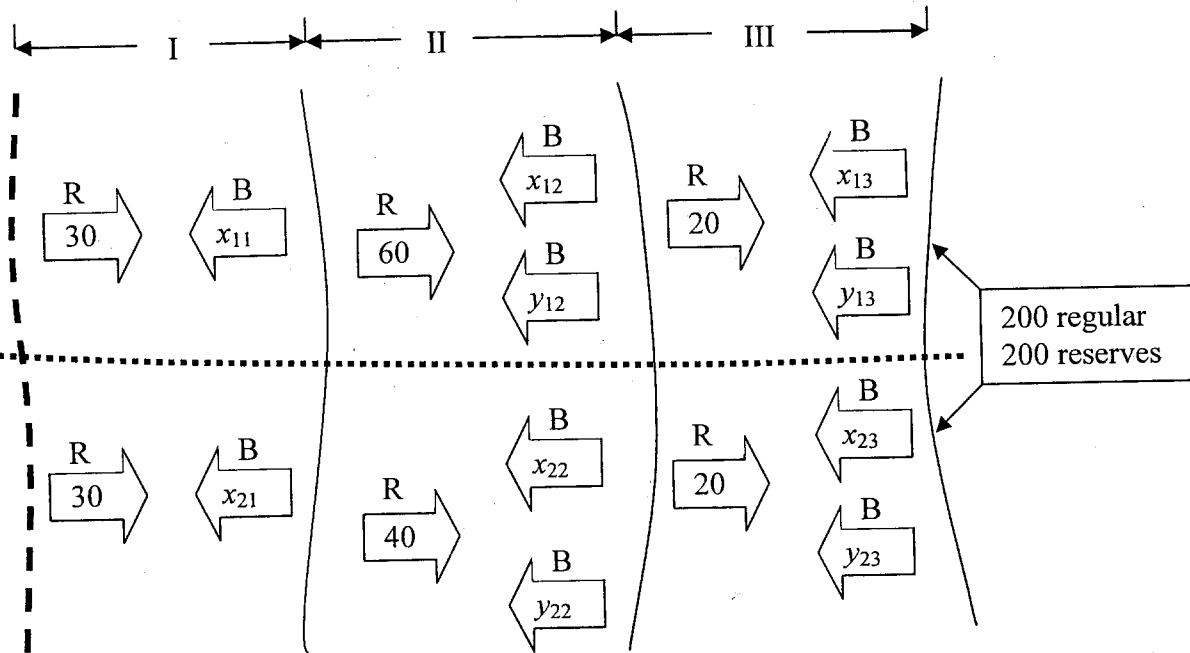 I II III
B B
x₁₂ x₁₃
R B R R
30 x₁₁ 60 20
B B
y₁₂ y₁₃
200 regular
200 reserves
B B
x₂₂ x₂₃
R B R R
30 x₂₁ 40 20
B B
y₂₂ y₂₃